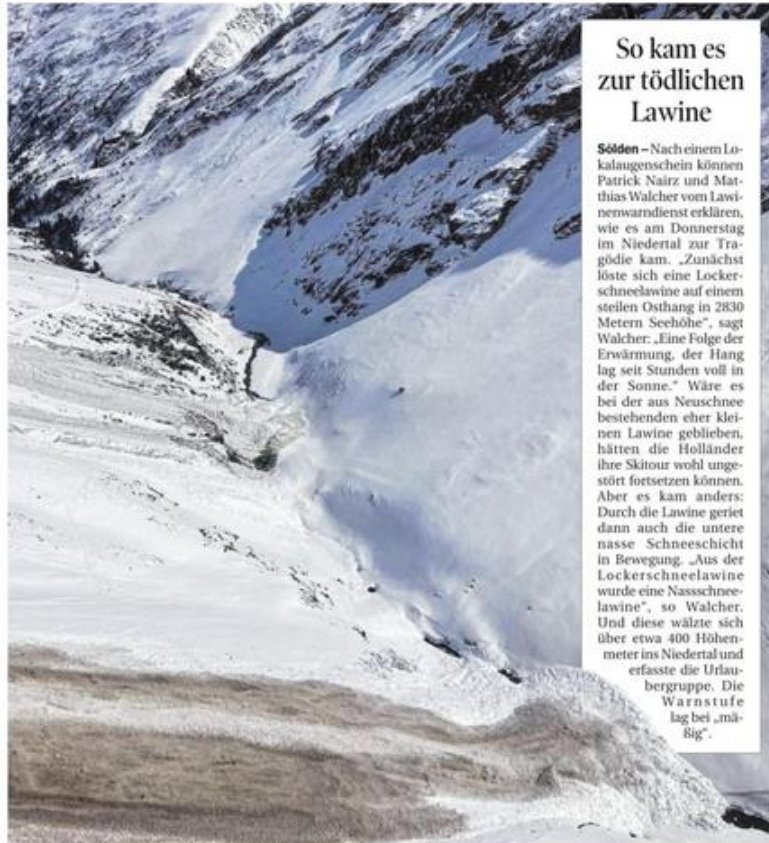 So kam es
zur tödlichen
Lawine
Sölden – Nach einem Lo-
kalaugenschein können
Patrick Nairz und Mat-
thias Walcher vom Lawi-
nenwarndienst erklären,
wie es am Donnerstag
im Niedertal zur Tra-
gödie kam. „Zunächst
löste sich eine Locker-
schneelawine auf einem
steilen Osthang in 2830
Metern Seehöhe“, sagt
Walcher: „Eine Folge der
Erwärmung, der Hang
lag seit Stunden voll in
der Sonne.“ Wäre es
bei der aus Neuschnee
bestehenden eher klei-
nen Lawine geblieben,
hätten die Holländer
ihre Skitour wohl unge-
stört fortsetzen können.
Aber es kam anders:
Durch die Lawine geriet
dann auch die untere
nasse Schneeschicht
in Bewegung. „Aus der
Lockerschneelawine
wurde eine Nassschnee-
lawine“, so Walcher.
Und diese wälzte sich
über etwa 400 Höhen-
meter ins Niedertal und
erfasste die Urlau-
bergruppe. Die
Warnstufe
lag bei „mä-
ßig“.